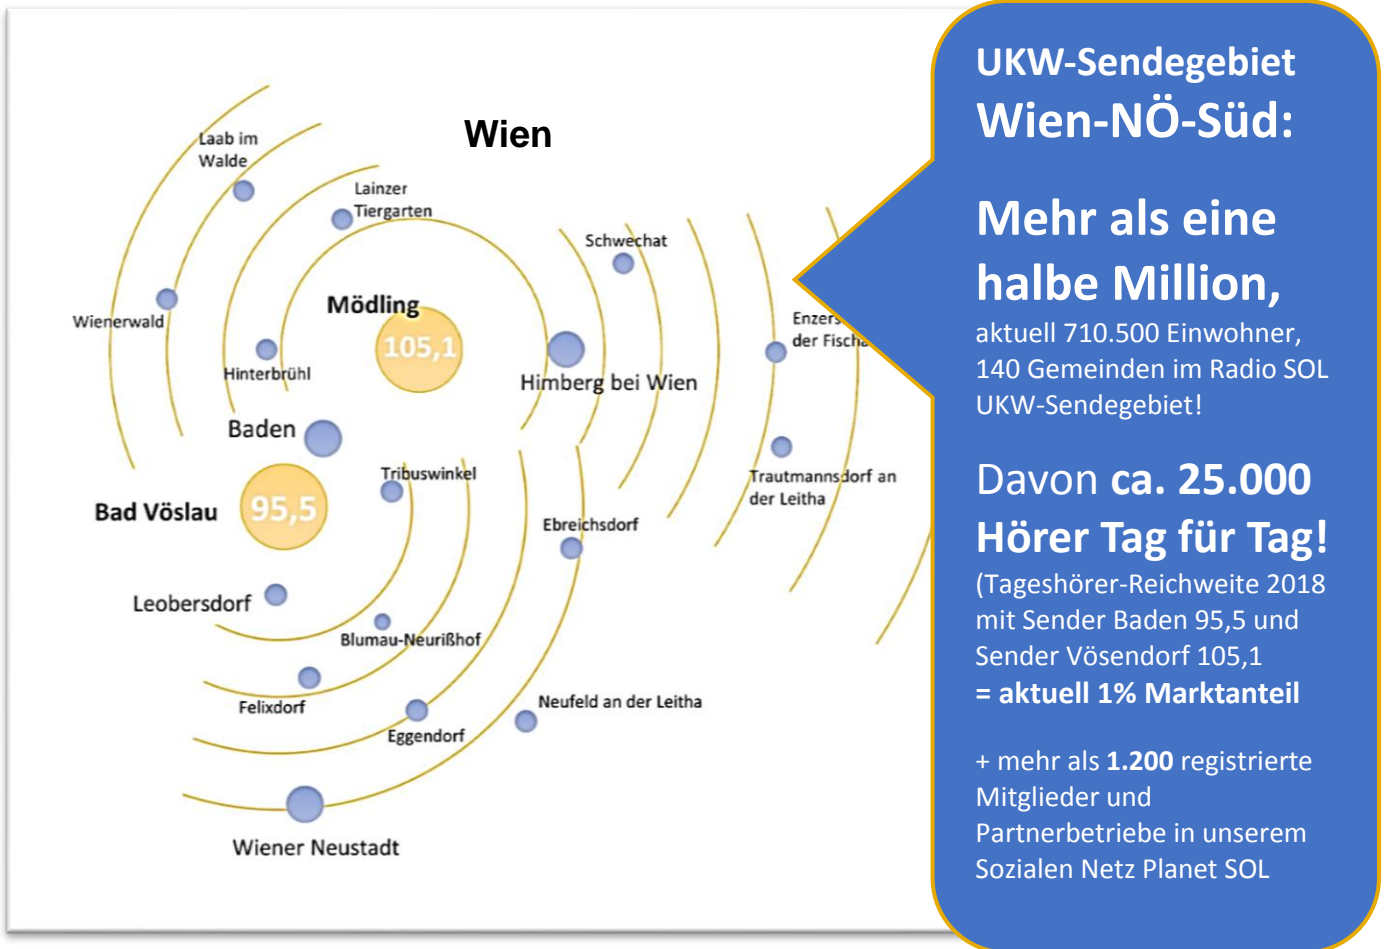 Wien
Laab im
Walde
Lainzer
Tiergarten
Schwechat
Mödling
105,1
Wienerwald
Hinterbrühl
Himberg bei Wien
der Fischa
Baden
Tribuswinkel
Trautmannsdorf an
der Leitha
Bad Vöslau
95,5
Ebreichsdorf
Leobersdorf
Blumau-Neurißhof
Felixdorf
Neufeld an der Leitha
Eggendorf
Wiener Neustadt
UKW-Sendegebiet
Wien-NÖ-Süd:
Mehr als eine
halbe Million,
aktuell 710.500 Einwohner,
140 Gemeinden im Radio SOL
UKW-Sendegebiet!
Davon ca. 25.000
Hörer Tag für Tag!
(Tageshörer-Reichweite 2018
mit Sender Baden 95,5 und
Sender Vösendorf 105,1
= aktuell 1% Marktanteil
+ mehr als 1.200 registrierte
Mitglieder und
Partnerbetriebe in unserem
Sozialen Netz Planet SOL